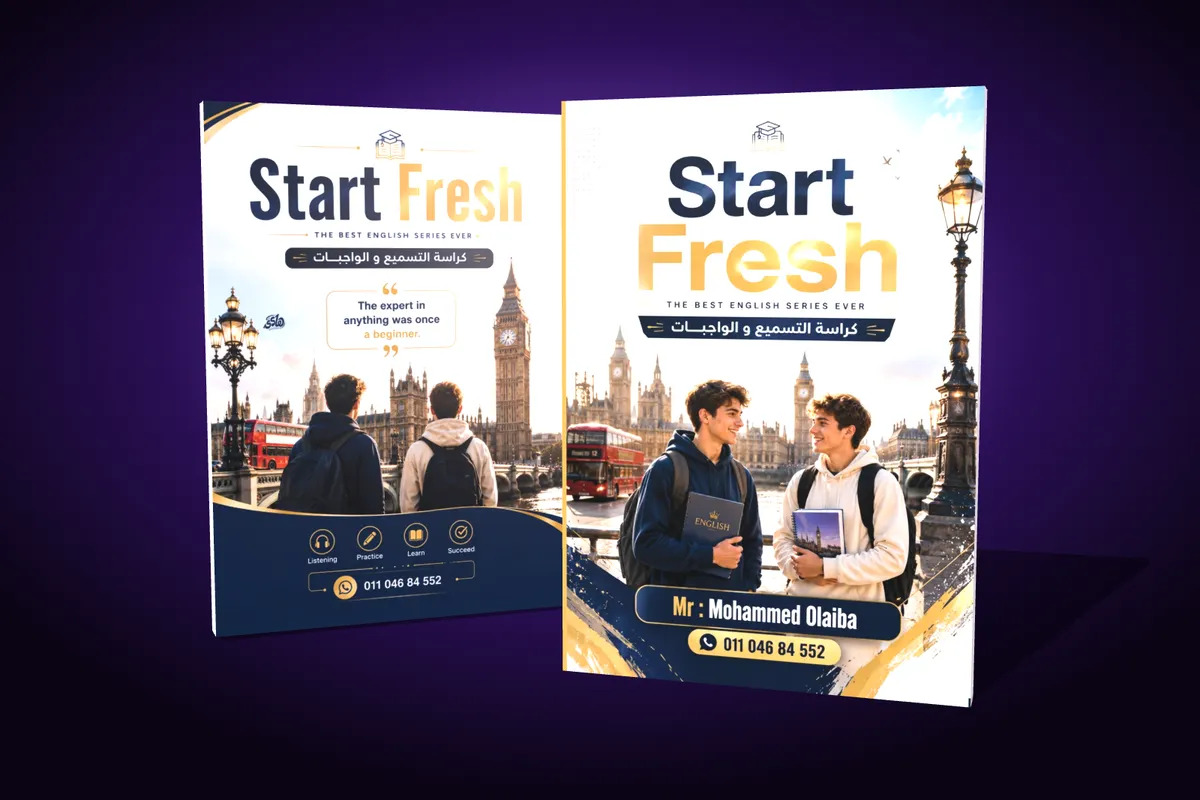 Start Fresh
THE BEST ENGLISH SERIES EVER
كراسة التسميع و الواجبـــات
The expert in
anything was once
a beginner.
Listening
Practice
Learn
Succeed
011 046 84 552
Start
Fresh
THE BEST ENGLISH SERIES EVER
كراسة التسميع و الواجبـــات
ENGLISH
Mr : Mohammed Olaiba
011 046 84 552